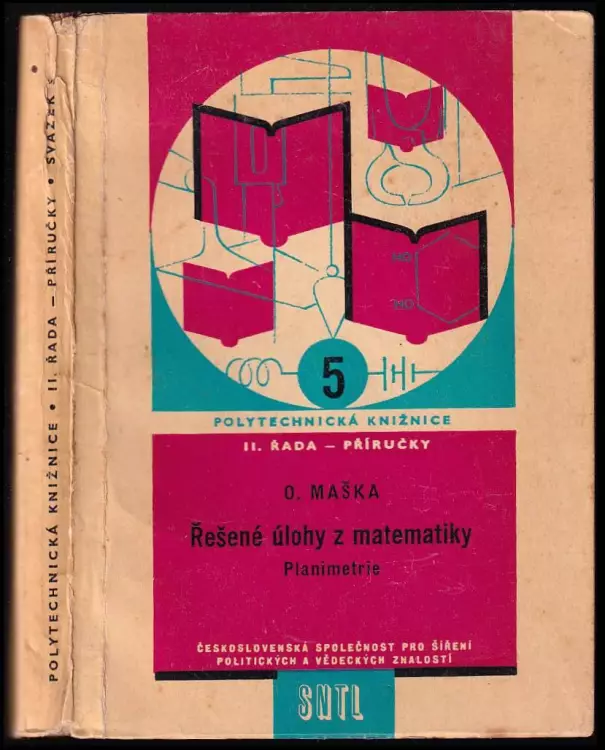 POLYTECHNICKÁ KNIŽNICE • II. ŘADA — PŘÍRUČKY • SVAZEK 5
5
POLYTECHNICKÁ KNIŽNICE
II. ŘADA — PŘÍRUČKY
O. MAŠKA
Řešené úlohy z matematiky
Planimetrie
ČESKOSLOVENSKÁ SPOLEČNOST PRO ŠÍŘENÍ
POLITICKÝCH A VĚDECKÝCH ZNALOSTÍ
SNTL